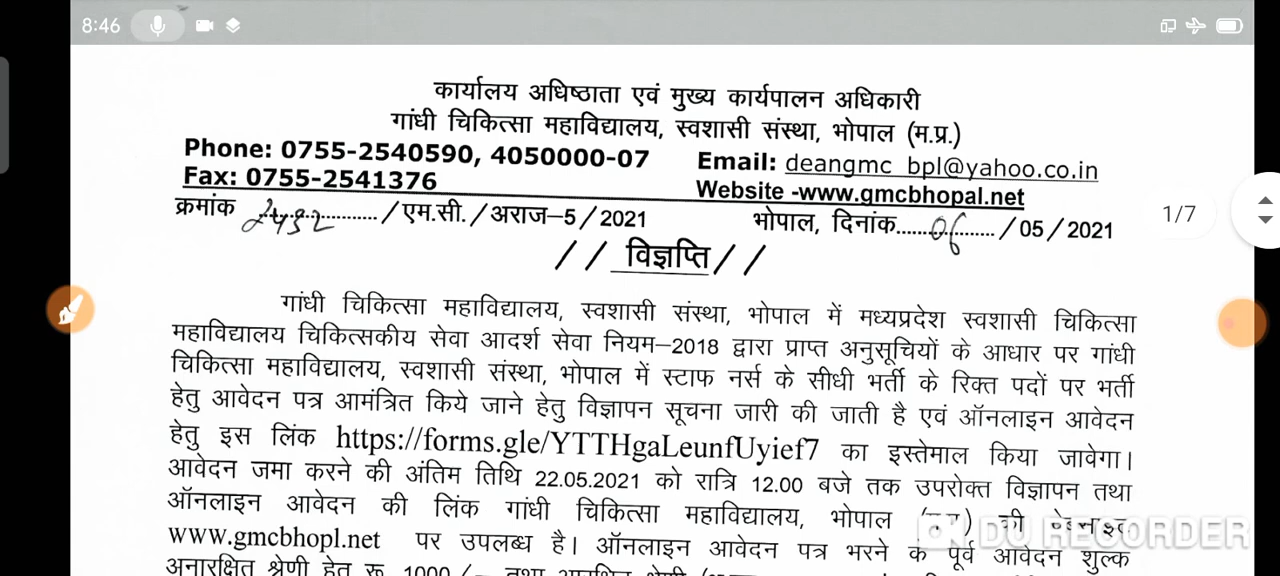 8:46
कार्यालय अधिष्ठाता एवं मुख्य कार्यपालन अधिकारी
गांधी चिकित्सा महाविद्यालय, स्वशासी संस्था, भोपाल (म.प्र.)
Phone: 0755-2540590, 4050000-07 Email: deangmc_bpl@yahoo.co.in
Fax: 0755-2541376 Website -www.gmcbhopal.net
क्रमांक ................... /एम.सी./अराज–5/2021 भोपाल, दिनांक.......06....... /05/2021
1/7
// विज्ञप्ति //
गांधी चिकित्सा महाविद्यालय, स्वशासी संस्था, भोपाल में मध्यप्रदेश स्वशासी चिकित्सा
महाविद्यालय चिकित्सकीय सेवा आदर्श सेवा नियम–2018 द्वारा प्राप्त अनुसूचियों के आधार पर गांधी
चिकित्सा महाविद्यालय, स्वशासी संस्था, भोपाल में स्टाफ नर्स के सीधी भर्ती के रिक्त पदों पर भर्ती
हेतु आवेदन पत्र आमंत्रित किये जाने हेतु विज्ञापन सूचना जारी की जाती है एवं ऑनलाइन आवेदन
हेतु इस लिंक https://forms.gle/YTTHgaLeunfUyief7 का इस्तेमाल किया जावेगा।
आवेदन जमा करने की अंतिम तिथि 22.05.2021 को रात्रि 12.00 बजे तक उपरोक्त विज्ञापन तथा
ऑनलाइन आवेदन की लिंक गांधी चिकित्सा महाविद्यालय, भोपाल की
DU RECORDER
www.gmcbhopl.net पर उपलब्ध है। ऑनलाइन आवेदन पत्र भरने के पूर्व आवेदन शुल्क
अनारक्षित श्रेणी हेतु रू. 1000/– तथा आरक्षित श्रेणी